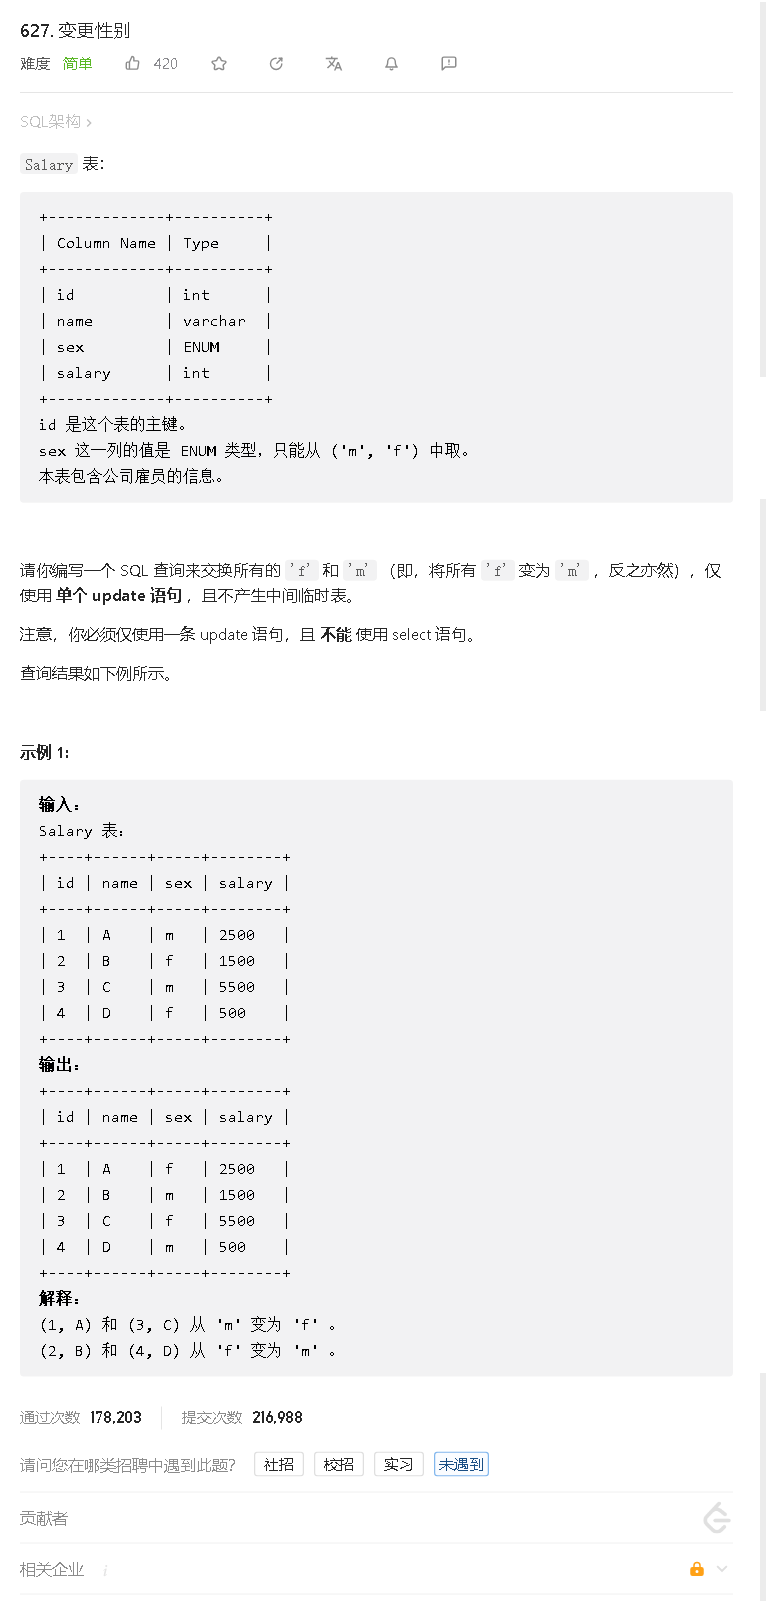 627. 变更性别
难度 简单 420
SQL架构 ›
Salary 表：
+-------------+----------+
| Column Name | Type     |
+-------------+----------+
| id          | int      |
| name        | varchar  |
| sex         | ENUM     |
| salary      | int      |
+-------------+----------+
id 是这个表的主键。
sex 这一列的值是 ENUM 类型，只能从 ('m', 'f') 中取。
本表包含公司雇员的信息。
请你编写一个 SQL 查询来交换所有的 'f' 和 'm' （即，将所有 'f' 变为 'm' ，反之亦然），仅
使用 单个 update 语句 ，且不产生中间临时表。
注意，你必须仅使用一条 update 语句，且 不能 使用 select 语句。
查询结果如下例所示。
示例 1:
输入：
Salary 表：
+----+------+-----+--------+
| id | name | sex | salary |
+----+------+-----+--------+
| 1  | A    | m   | 2500   |
| 2  | B    | f   | 1500   |
| 3  | C    | m   | 5500   |
| 4  | D    | f   | 500    |
+----+------+-----+--------+
输出：
+----+------+-----+--------+
| id | name | sex | salary |
+----+------+-----+--------+
| 1  | A    | f   | 2500   |
| 2  | B    | m   | 1500   |
| 3  | C    | f   | 5500   |
| 4  | D    | m   | 500    |
+----+------+-----+--------+
解释：
(1, A) 和 (3, C) 从 'm' 变为 'f' 。
(2, B) 和 (4, D) 从 'f' 变为 'm' 。
通过次数 178,203 提交次数 216,988
请问您在哪类招聘中遇到此题？ 社招 校招 实习 未遇到
贡献者
相关企业 i